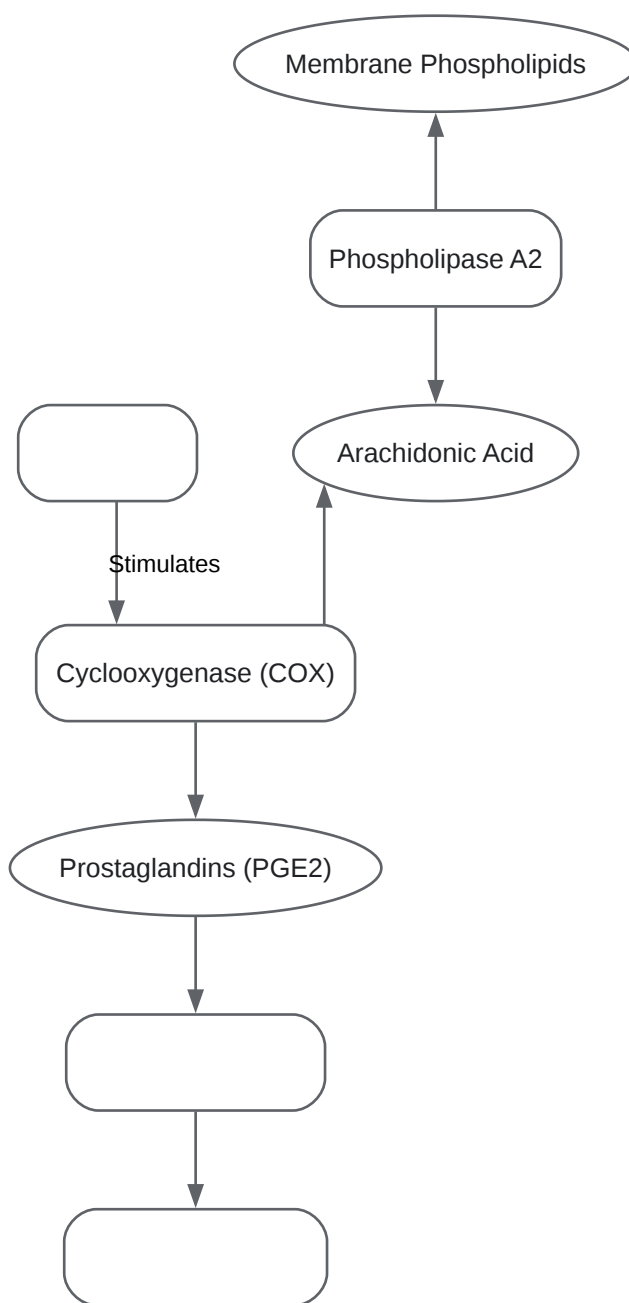 Membrane Phospholipids
Phospholipase A2
Arachidonic Acid
Stimulates
Cyclooxygenase (COX)
Prostaglandins (PGE2)